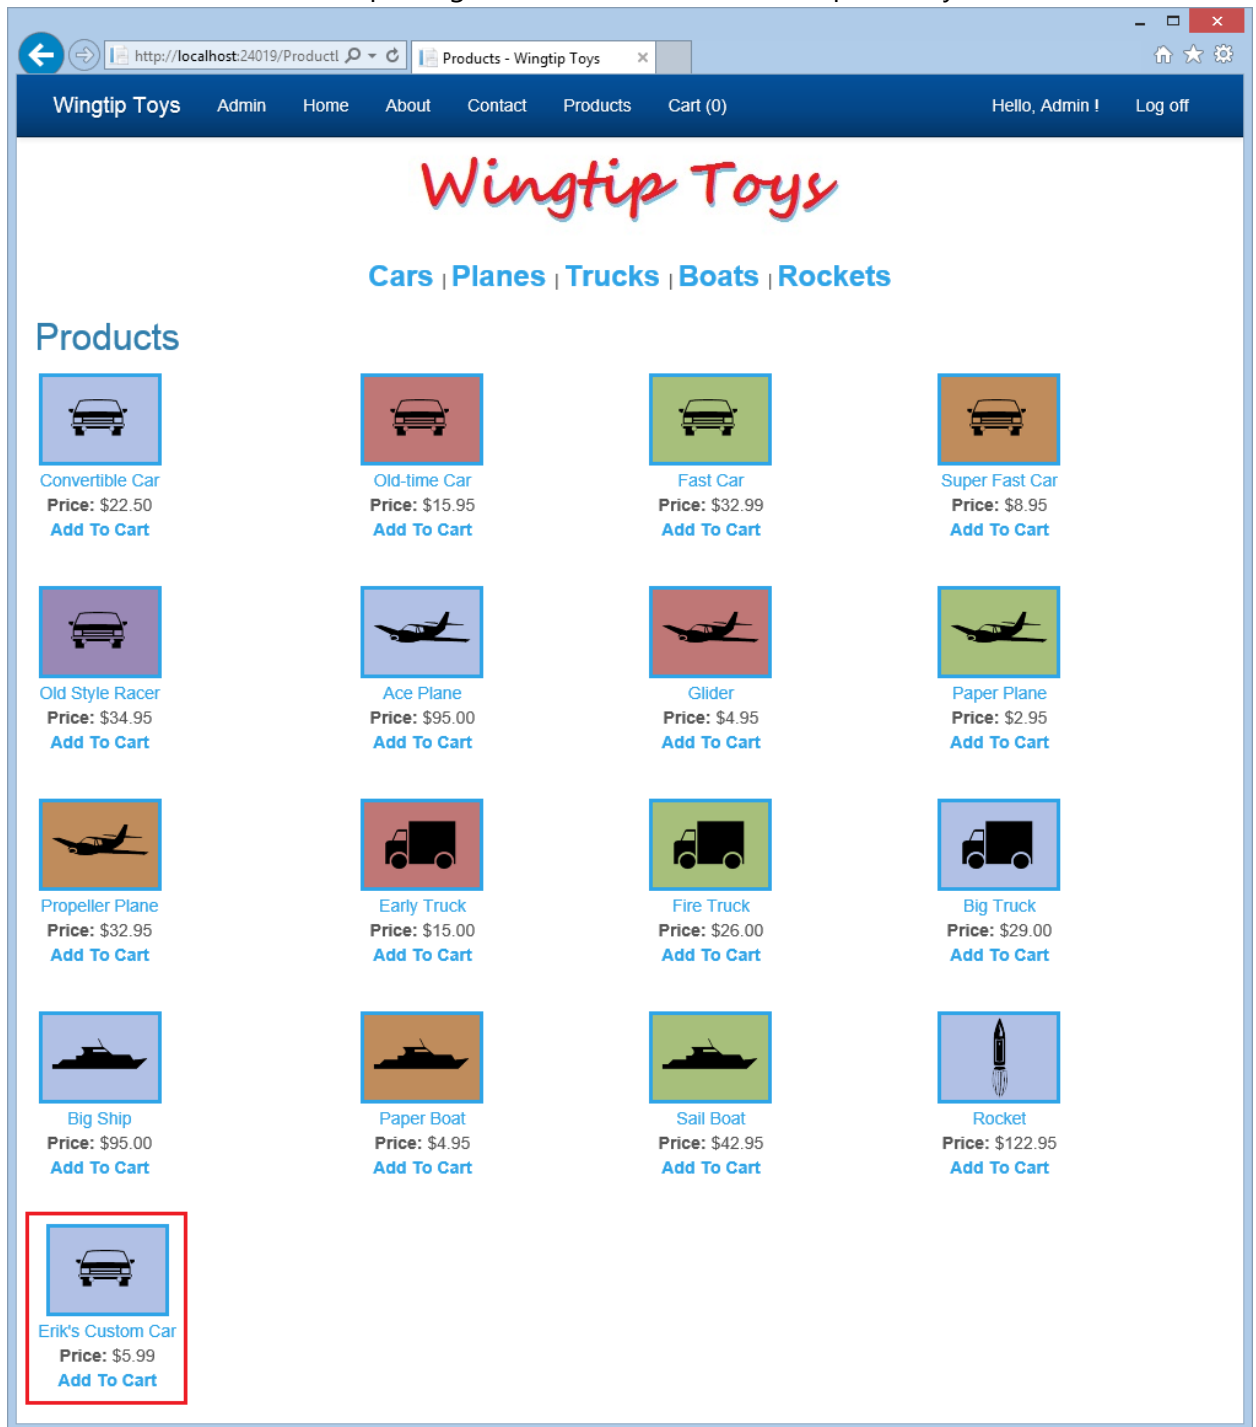 http://localhost:24019/Productl
Products - Wingtip Toys
Wingtip Toys Admin Home About Contact Products Cart (0) Hello, Admin ! Log off
Wingtip Toys
Cars | Planes | Trucks | Boats | Rockets
Products
Convertible Car Old-time Car Fast Car Super Fast Car
Price: $22.50 Price: $15.95 Price: $32.99 Price: $8.95
Add To Cart Add To Cart Add To Cart Add To Cart
Old Style Racer Ace Plane Glider Paper Plane
Price: $34.95 Price: $95.00 Price: $4.95 Price: $2.95
Add To Cart Add To Cart Add To Cart Add To Cart
Propeller Plane Early Truck Fire Truck Big Truck
Price: $32.95 Price: $15.00 Price: $26.00 Price: $29.00
Add To Cart Add To Cart Add To Cart Add To Cart
Big Ship Paper Boat Sail Boat Rocket
Price: $95.00 Price: $4.95 Price: $42.95 Price: $122.95
Add To Cart Add To Cart Add To Cart Add To Cart
Erik's Custom Car
Price: $5.99
Add To Cart